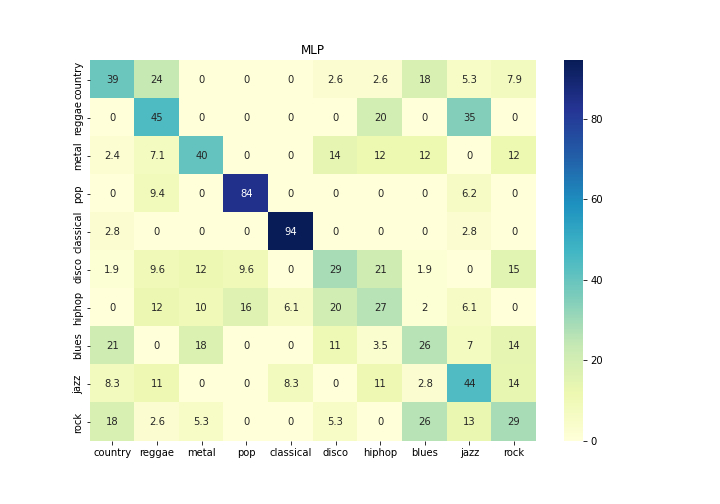 MLP
country 39 24 0 0 0 2.6 2.6 18 5.3 7.9
reggae 0 45 0 0 0 0 20 0 35 0
metal 2.4 7.1 40 0 0 14 12 12 0 12
pop 0 9.4 0 84 0 0 0 0 6.2 0
classical 2.8 0 0 0 94 0 0 0 2.8 0
disco 1.9 9.6 12 9.6 0 29 21 1.9 0 15
hiphop 0 12 10 16 6.1 20 27 2 6.1 0
blues 21 0 18 0 0 11 3.5 26 7 14
jazz 8.3 11 0 0 8.3 0 11 2.8 44 14
rock 18 2.6 5.3 0 0 5.3 0 26 13 29
country reggae metal pop classical disco hiphop blues jazz rock
80
60
40
20
0